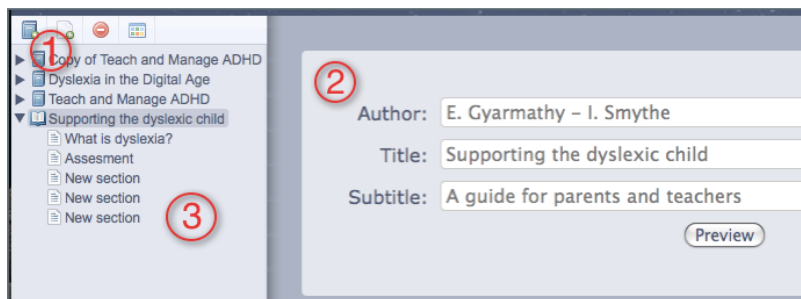 1
Copy of Teach and Manage ADHD
Dyslexia in the Digital Age
Teach and Manage ADHD
Supporting the dyslexic child
What is dyslexia?
Assesment
New section
New section
New section
3
2
Author: E. Gyarmathy – I. Smythe
Title: Supporting the dyslexic child
Subtitle: A guide for parents and teachers
Preview